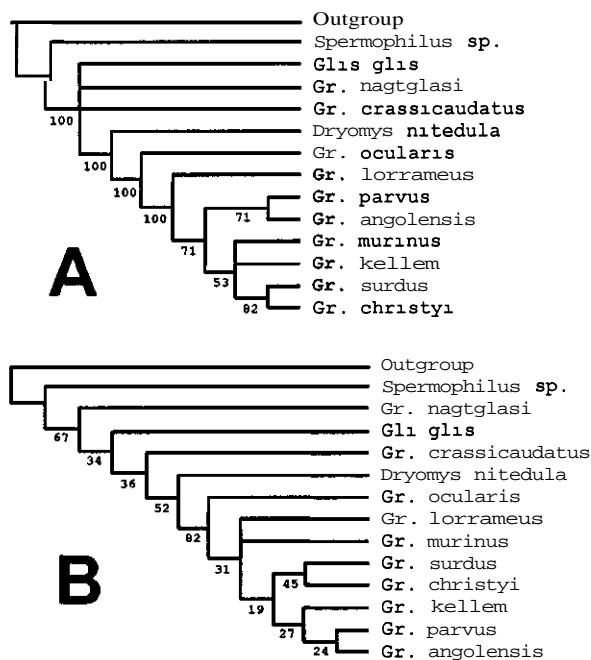 Outgroup
Spermophilus sp.
Glıs glıs
Gr. nagtglasi
Gr. crassıcaudatus
100
Dryomys nıtedula
100
Gr. ocularıs
100
Gr. lorrameus
100
Gr. parvus
71
Gr. angolensis
Gr. murınus
71
Gr. kellem
53
Gr. surdus
82
Gr. chrıstyı
A
Outgroup
Spermophilus sp.
Gr. nagtglasi
67
Glı glıs
34
Gr. crassicaudatus
36
Dryomys nitedula
52
Gr. ocularis
82
Gr. lorrameus
Gr. murinus
31
Gr. surdus
45
Gr. christyi
19
Gr. kellem
27
Gr. parvus
24
Gr. angolensis
B